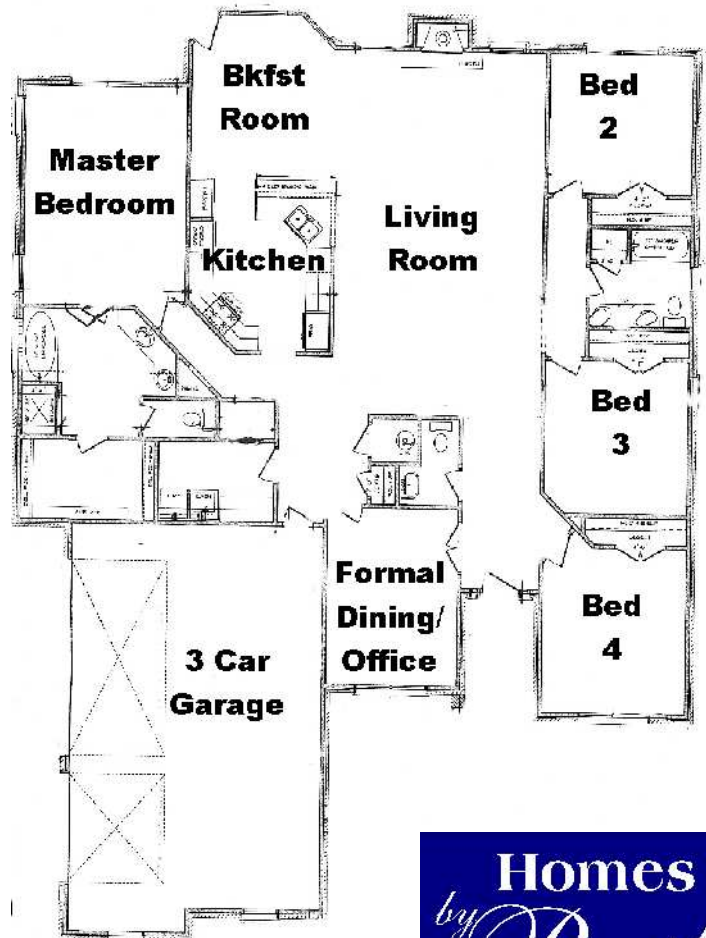 Bkfst
Room
Bed
2
Master
Bedroom
Living
Room
Kitchen
Bed
3
Formal
Dining/
Office
Bed
4
3 Car
Garage
Homes
by